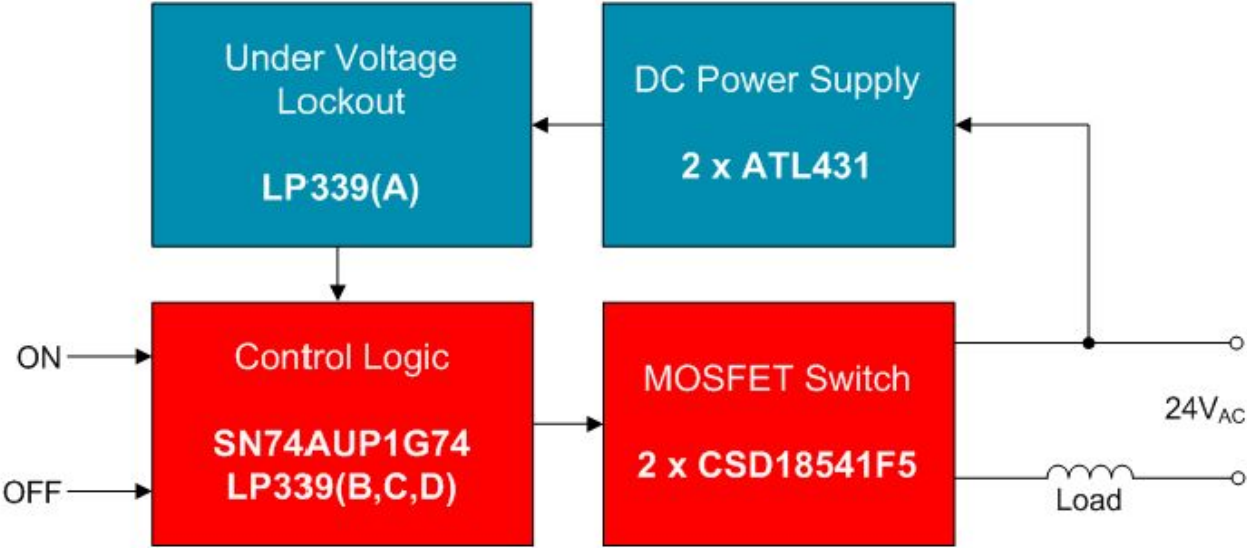 Under Voltage
Lockout
LP339(A)
DC Power Supply
2 x ATL431
ON
OFF
Control Logic
SN74AUP1G74
LP339(B,C,D)
MOSFET Switch
2 x CSD18541F5
24VAC
Load